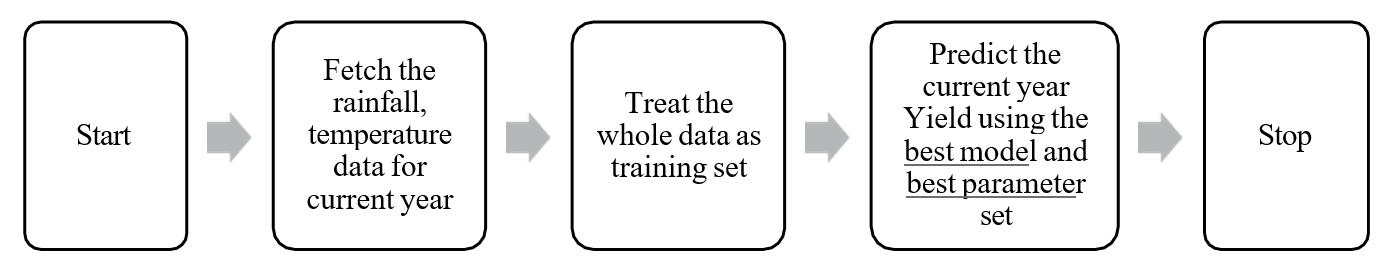 Start
Fetch the
rainfall,
temperature
data for
current year
Treat the
whole data as
training set
Predict the
current year
Yield using the
best model and
best parameter
set
Stop